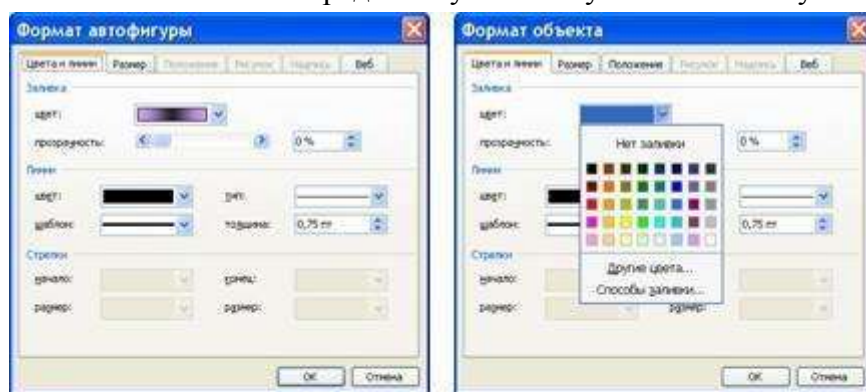 Формат автофигуры
Цвета и линии Размер Положение Рисунок Надпись Веб
Заливка
цвет:
прозрачность: 0 %
Линии
цвет: тип:
шаблон: толщина: 0,75 пт
Стрелки
начало: конец:
размер: размер:
ОК Отмена
Формат объекта
Цвета и линии Размер Положение Рисунок Надпись Веб
Заливка
цвет:
прозрачность: 0 %
Нет заливки
Линии
цвет:
шаблон: 0,75 пт
Стрелки
Другие цвета...
начало:
Способы заливки...
размер: размер:
ОК Отмена